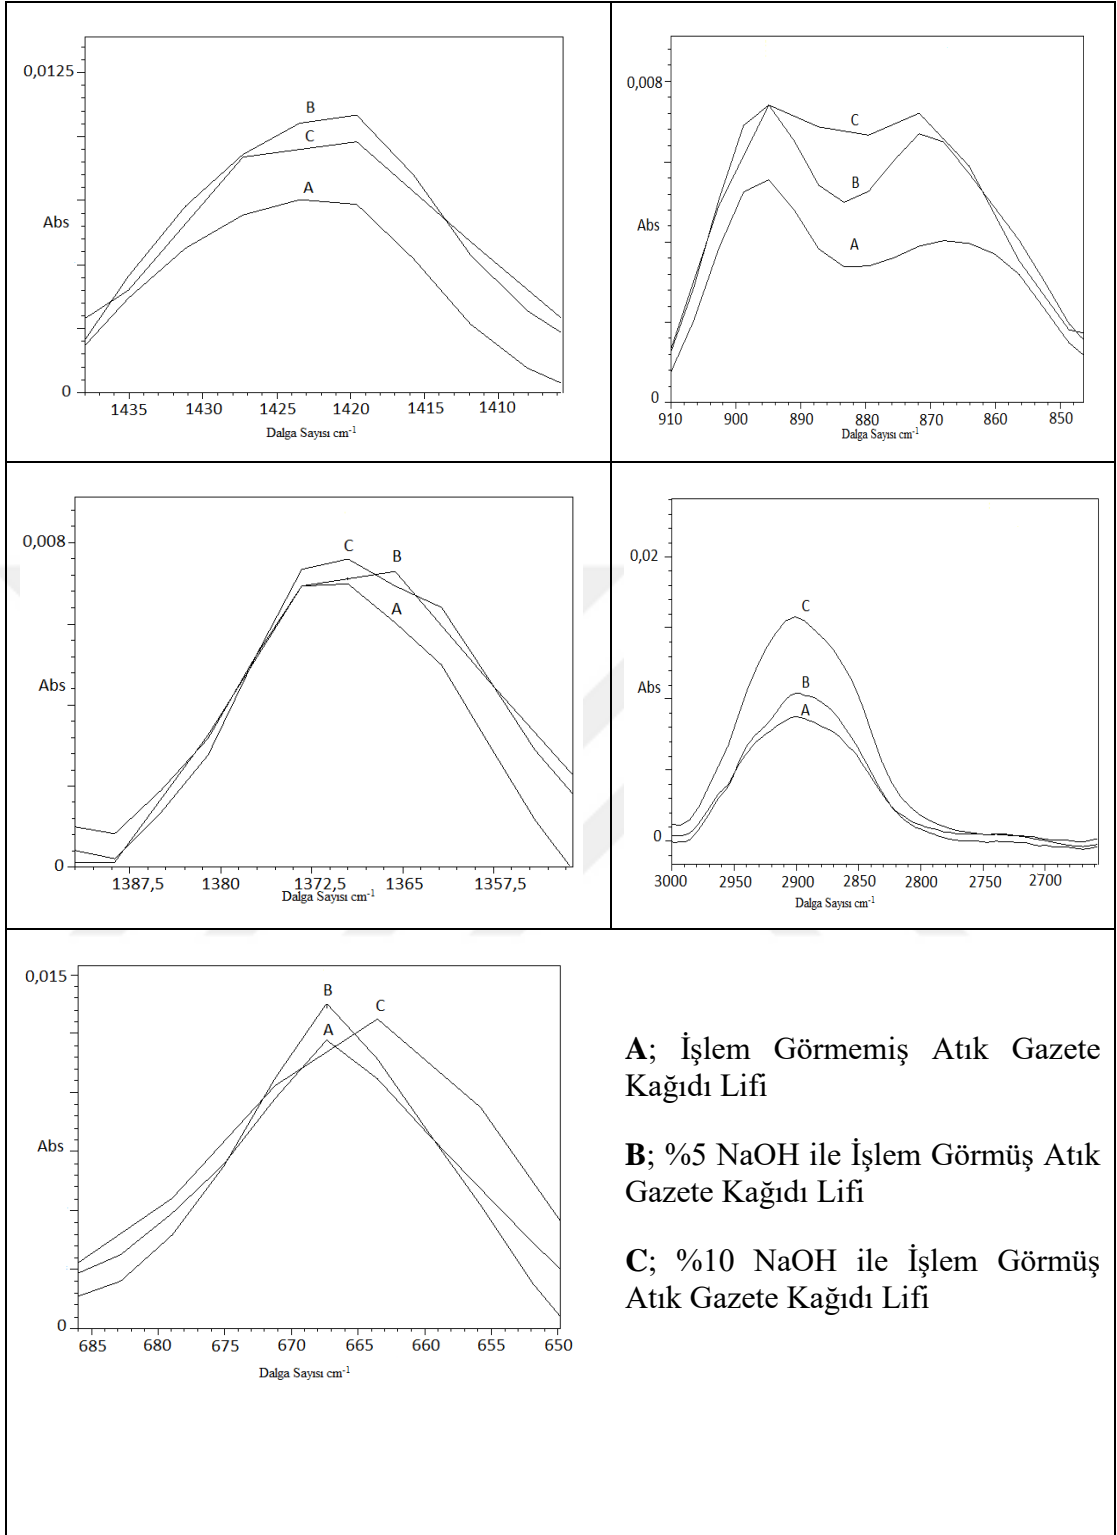 0,0125
B
C
A
Abs
0
1435 1430 1425 1420 1415 1410
Dalga Sayısı cm-1
0,008
C
B
Abs
A
0
910 900 890 880 870 860 850
Dalga Sayısı cm-1
0,008
C
B
A
Abs
0
1387,5 1380 1372,5 1365 1357,5
Dalga Sayısı cm-1
0,02
C
Abs
B
A
0
3000 2950 2900 2850 2800 2750 2700
Dalga Sayısı cm-1
0,015
B
C
A
Abs
0
685 680 675 670 665 660 655 650
Dalga Sayısı cm-1
A; İşlem Görmemiş Atık Gazete
Kağıdı Lifi
B; %5 NaOH ile İşlem Görmüş Atık
Gazete Kağıdı Lifi
C; %10 NaOH ile İşlem Görmüş
Atık Gazete Kağıdı Lifi